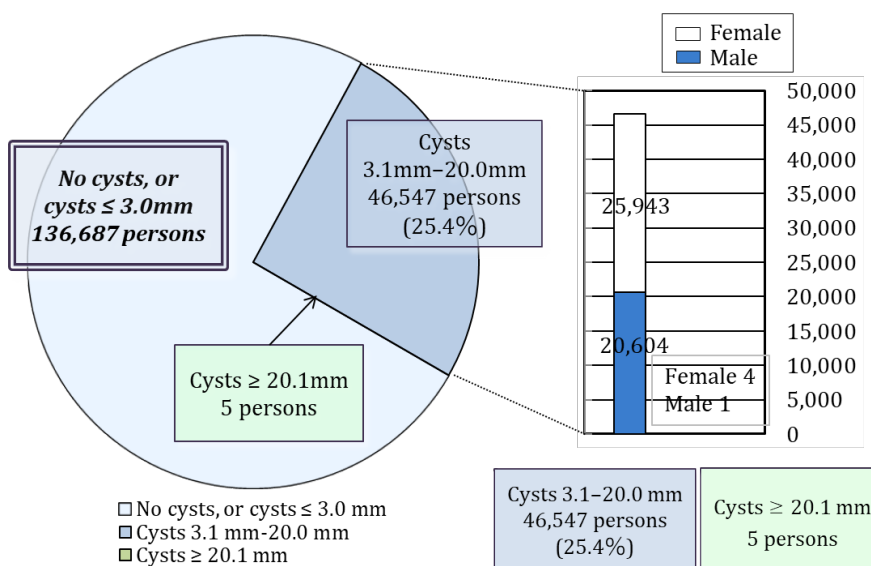 Female
Male
No cysts, or
cysts ≤ 3.0mm
136,687 persons
Cysts
3.1mm–20.0mm
46,547 persons
(25.4%)
Cysts ≥ 20.1mm
5 persons
50,000
45,000
40,000
35,000
30,000
25,000
20,000
15,000
10,000
5,000
0
25,943
20,604
Female 4
Male 1
No cysts, or cysts ≤ 3.0 mm
Cysts 3.1 mm-20.0 mm
Cysts ≥ 20.1 mm
Cysts 3.1–20.0 mm
46,547 persons
(25.4%)
Cysts ≥ 20.1 mm
5 persons